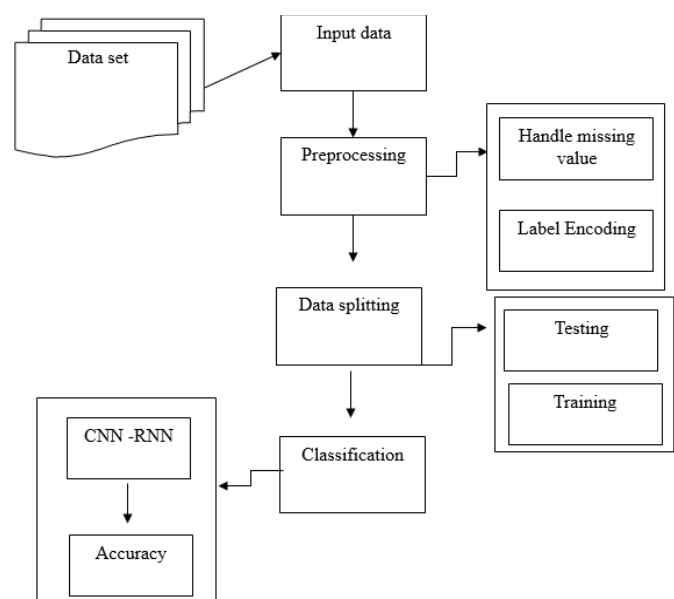 Data set
Input data
Preprocessing
Handle missing
value
Label Encoding
Data splitting
Testing
Training
Classification
CNN -RNN
Accuracy